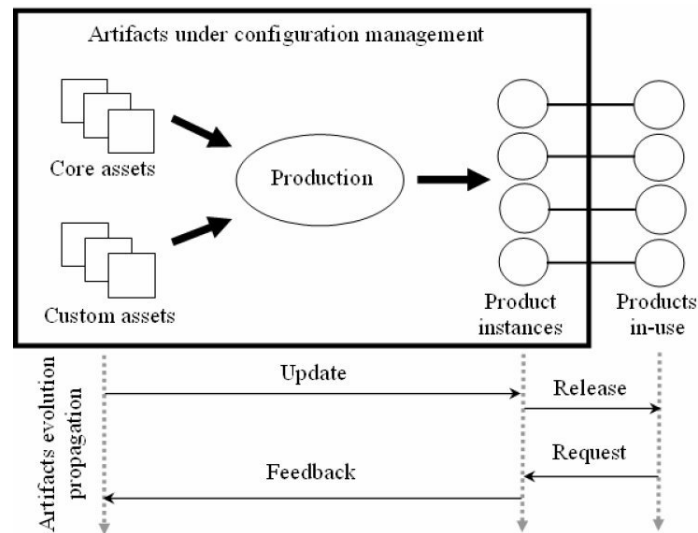 Artifacts under configuration management
Core assets
Production
Custom assets
Product
instances
Products
in-use
Artifacts evolution
propagation
Update
Release
Request
Feedback